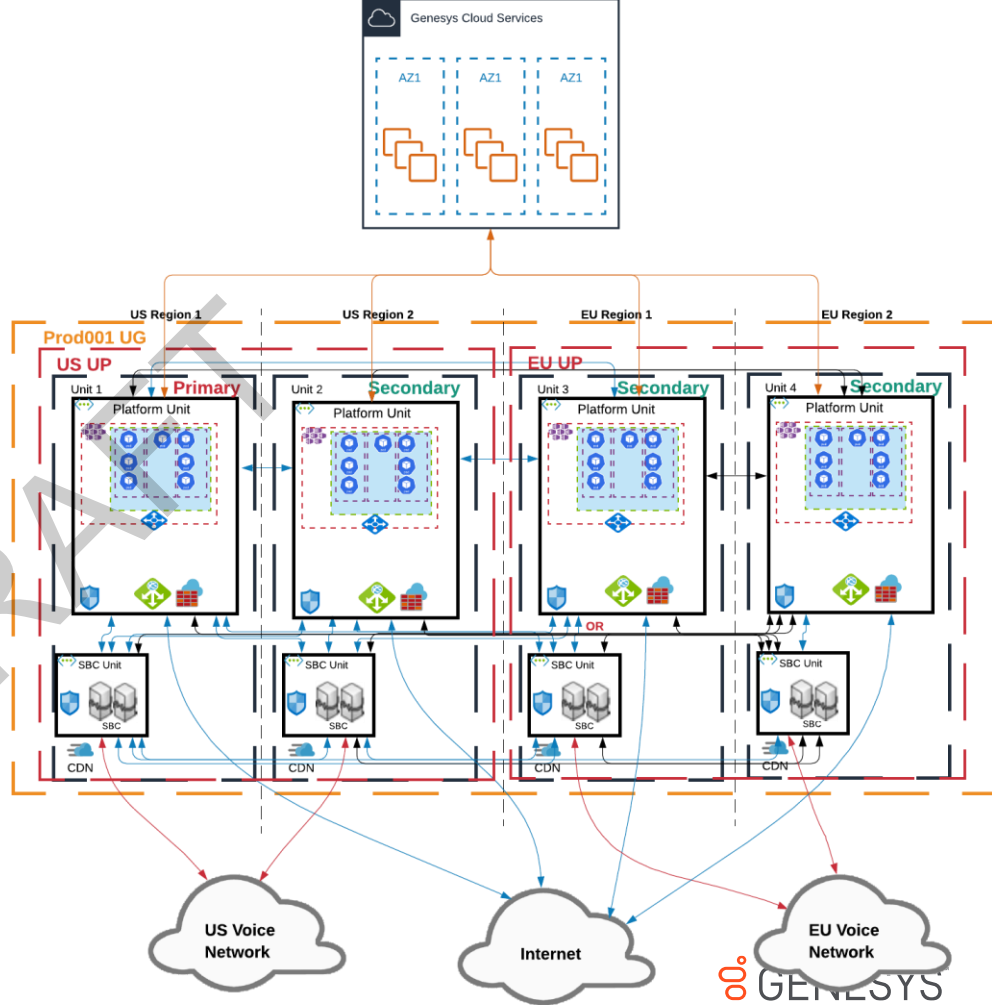 Genesys Cloud Services
AZ1 AZ1 AZ1
US Region 1 US Region 2 EU Region 1 EU Region 2
Prod001 UG
US UP EU UP
Unit 1 Primary Unit 2 Secondary Unit 3 Secondary Unit 4 Secondary
Platform Unit Platform Unit Platform Unit Platform Unit
OR
SBC Unit SBC Unit SBC Unit SBC Unit
SBC SBC SBC SBC
CDN CDN CDN CDN
US Voice
Network
Internet
EU Voice
Network
GENESYS
DRAFT